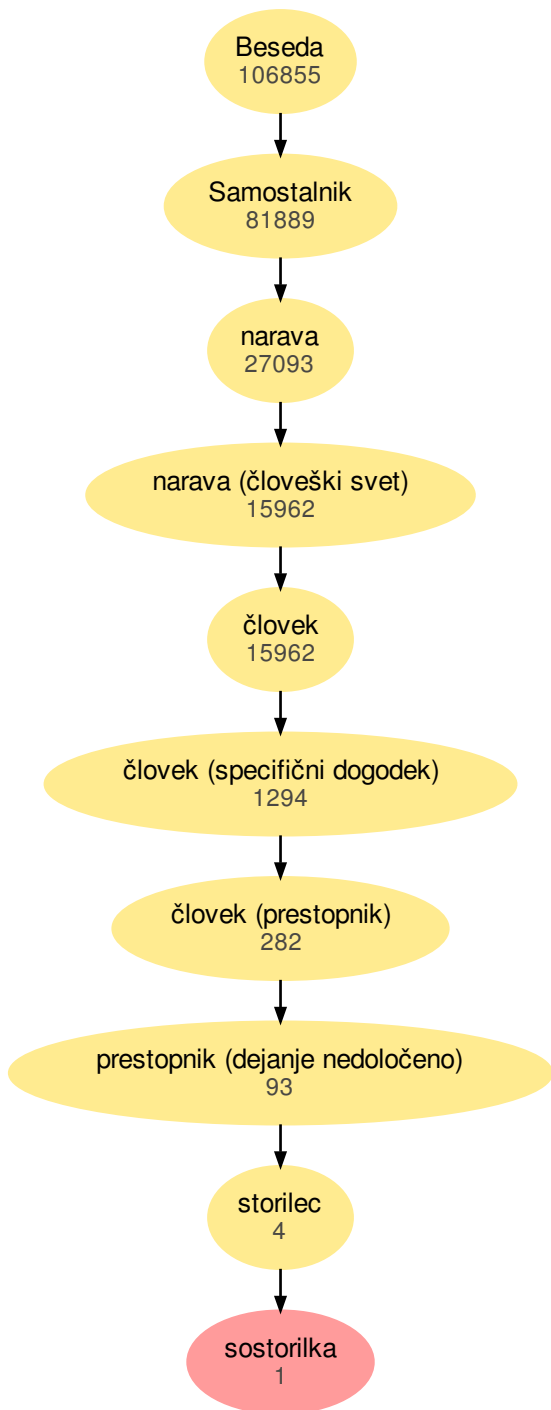 Beseda
106855
Samostalnik
81889
narava
27093
narava (človeški svet)
15962
človek
15962
človek (specifični dogodek)
1294
človek (prestopnik)
282
prestopnik (dejanje nedoločeno)
93
storilec
4
sostorilka
1